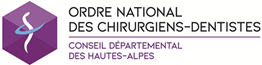 ORDRE NATIONAL
DES CHIRURGIENS-DENTISTES
CONSEIL DÉPARTEMENTAL
DES HAUTES-ALPES